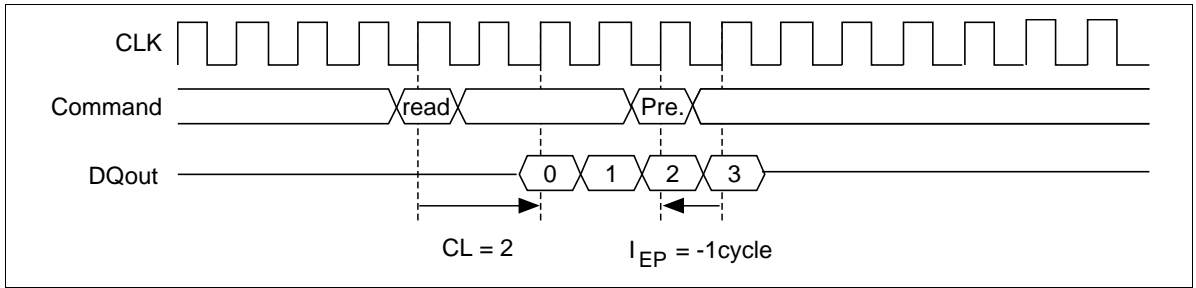 CLK
Command read Pre.
DQout 0 1 2 3
CL = 2 I EP = -1cycle